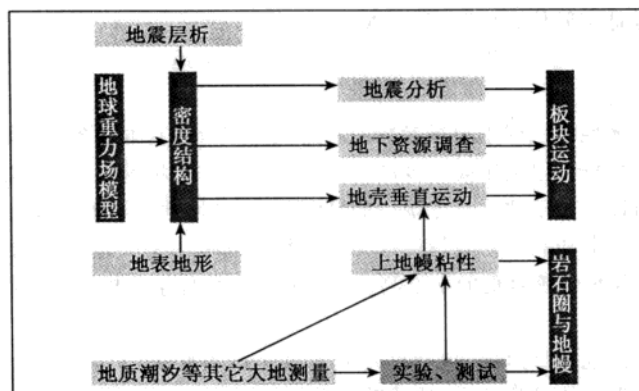 地震层析
地球重力场模型
密度结构
地震分析
地下资源调查
地壳垂直运动
板块运动
地表地形
上地幔粘性
岩石圈与地幔
地质潮汐等其它大地测量
实验、测试